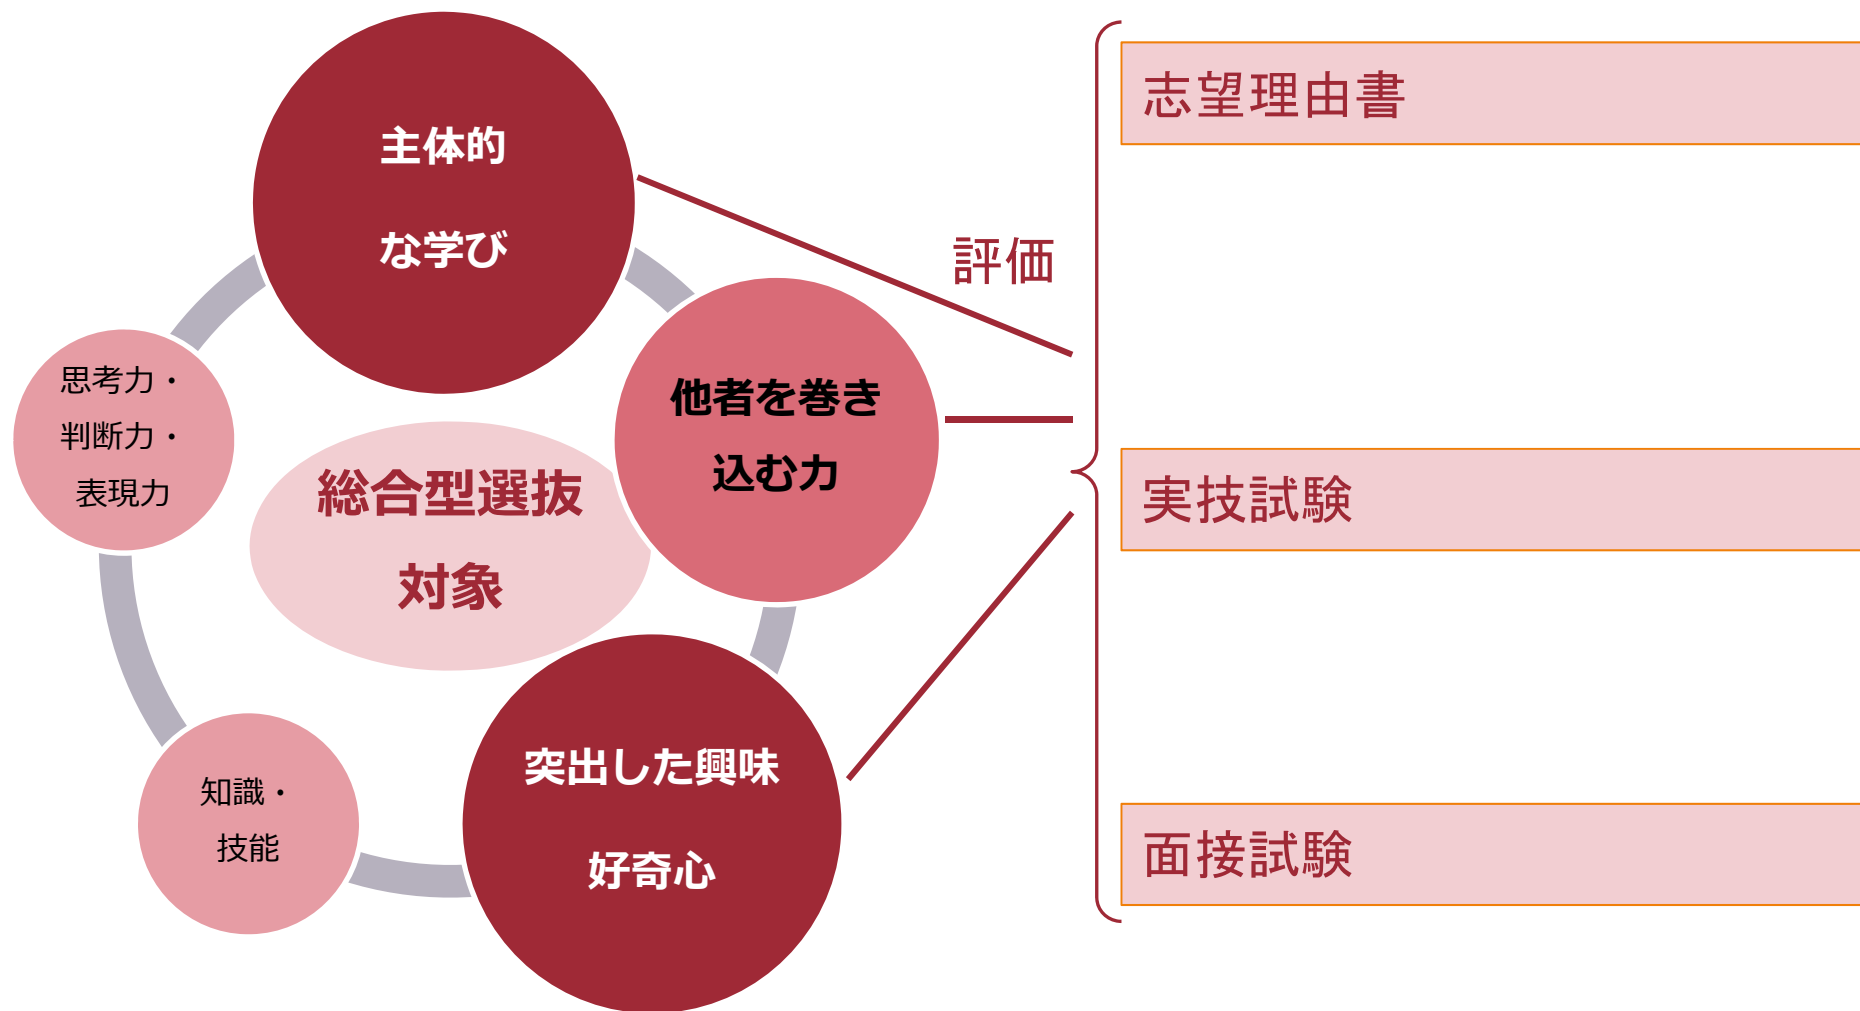 主体的
な学び
他者を巻き
込む力
突出した興味
好奇心
知識・
技能
思考力・
判断力・
表現力
総合型選抜
対象
評価
志望理由書
実技試験
面接試験